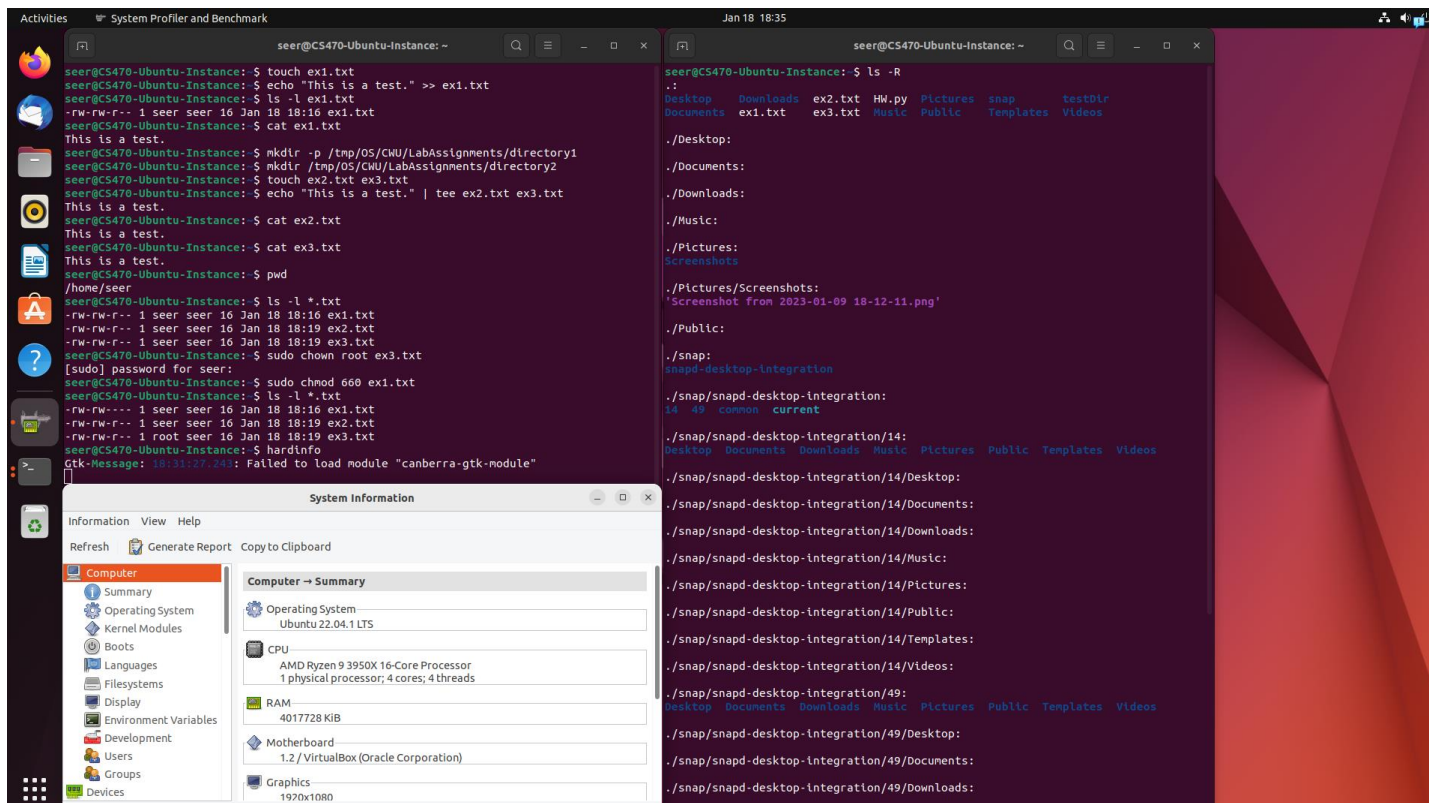 Activities System Profiler and Benchmark Jan 18 18:35
seer@CS470-Ubuntu-Instance: ~
seer@CS470-Ubuntu-Instance:~$ touch ex1.txt
seer@CS470-Ubuntu-Instance:~$ echo "This is a test." >> ex1.txt
seer@CS470-Ubuntu-Instance:~$ ls -l ex1.txt
-rw-rw-r-- 1 seer seer 16 Jan 18 18:16 ex1.txt
seer@CS470-Ubuntu-Instance:~$ cat ex1.txt
This is a test.
seer@CS470-Ubuntu-Instance:~$ mkdir -p /tmp/OS/CWU/LabAssignments/directory1
seer@CS470-Ubuntu-Instance:~$ mkdir /tmp/OS/CWU/LabAssignments/directory2
seer@CS470-Ubuntu-Instance:~$ touch ex2.txt ex3.txt
seer@CS470-Ubuntu-Instance:~$ echo "This is a test." | tee ex2.txt ex3.txt
This is a test.
seer@CS470-Ubuntu-Instance:~$ cat ex2.txt
This is a test.
seer@CS470-Ubuntu-Instance:~$ cat ex3.txt
This is a test.
seer@CS470-Ubuntu-Instance:~$ pwd
/home/seer
seer@CS470-Ubuntu-Instance:~$ ls -l *.txt
-rw-rw-r-- 1 seer seer 16 Jan 18 18:16 ex1.txt
-rw-rw-r-- 1 seer seer 16 Jan 18 18:19 ex2.txt
-rw-rw-r-- 1 seer seer 16 Jan 18 18:19 ex3.txt
seer@CS470-Ubuntu-Instance:~$ sudo chown root ex3.txt
[sudo] password for seer:
seer@CS470-Ubuntu-Instance:~$ sudo chmod 660 ex1.txt
seer@CS470-Ubuntu-Instance:~$ ls -l *.txt
-rw-rw---- 1 seer seer 16 Jan 18 18:16 ex1.txt
-rw-rw-r-- 1 seer seer 16 Jan 18 18:19 ex2.txt
-rw-rw-r-- 1 root seer 16 Jan 18 18:19 ex3.txt
seer@CS470-Ubuntu-Instance:~$ hardinfo
Gtk-Message: 18:31:27.243: Failed to load module "canberra-gtk-module"
System Information
Information View Help
Refresh Generate Report Copy to Clipboard
Computer
Summary
Operating System
Kernel Modules
Boots
Languages
Filesystems
Display
Environment Variables
Development
Users
Groups
Devices
Computer → Summary
Operating System
Ubuntu 22.04.1 LTS
CPU
AMD Ryzen 9 3950X 16-Core Processor
1 physical processor; 4 cores; 4 threads
RAM
4017728 KiB
Motherboard
1.2 / VirtualBox (Oracle Corporation)
Graphics
1920x1080
seer@CS470-Ubuntu-Instance: ~
seer@CS470-Ubuntu-Instance:~$ ls -R
.:
Desktop Downloads ex2.txt HW.py Pictures snap testDir
Documents ex1.txt ex3.txt Music Public Templates Videos
./Desktop:
./Documents:
./Downloads:
./Music:
./Pictures:
Screenshots
./Pictures/Screenshots:
'Screenshot from 2023-01-09 18-12-11.png'
./Public:
./snap:
snapd-desktop-integration
./snap/snapd-desktop-integration:
14 49 common current
./snap/snapd-desktop-integration/14:
Desktop Documents Downloads Music Pictures Public Templates Videos
./snap/snapd-desktop-integration/14/Desktop:
./snap/snapd-desktop-integration/14/Documents:
./snap/snapd-desktop-integration/14/Downloads:
./snap/snapd-desktop-integration/14/Music:
./snap/snapd-desktop-integration/14/Pictures:
./snap/snapd-desktop-integration/14/Public:
./snap/snapd-desktop-integration/14/Templates:
./snap/snapd-desktop-integration/14/Videos:
./snap/snapd-desktop-integration/49:
Desktop Documents Downloads Music Pictures Public Templates Videos
./snap/snapd-desktop-integration/49/Desktop:
./snap/snapd-desktop-integration/49/Documents:
./snap/snapd-desktop-integration/49/Downloads: